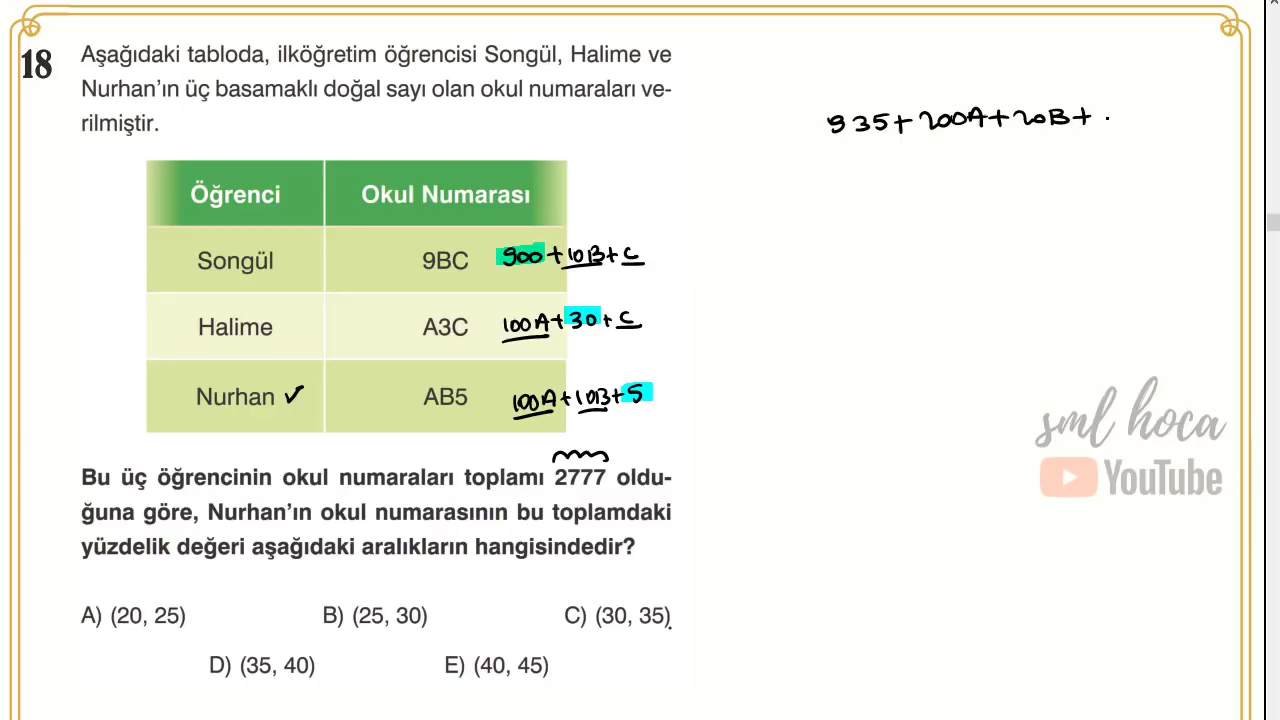 18
Aşağıdaki tabloda, ilköğretim öğrencisi Songül, Halime ve
Nurhan'ın üç basamaklı doğal sayı olan okul numaraları ve-
rilmiştir.
935+200A+20B+ .
Öğrenci Okul Numarası
Songül 9BC 900+10B+C
Halime A3C 100A+30+C
Nurhan ✓ AB5 100A+10B+5
Bu üç öğrencinin okul numaraları toplamı 2777 oldu-
ğuna göre, Nurhan'ın okul numarasının bu toplamdaki
yüzdelik değeri aşağıdaki aralıkların hangisindedir?
A) (20, 25) B) (25, 30) C) (30, 35)
D) (35, 40) E) (40, 45)
sml hoca
YouTube